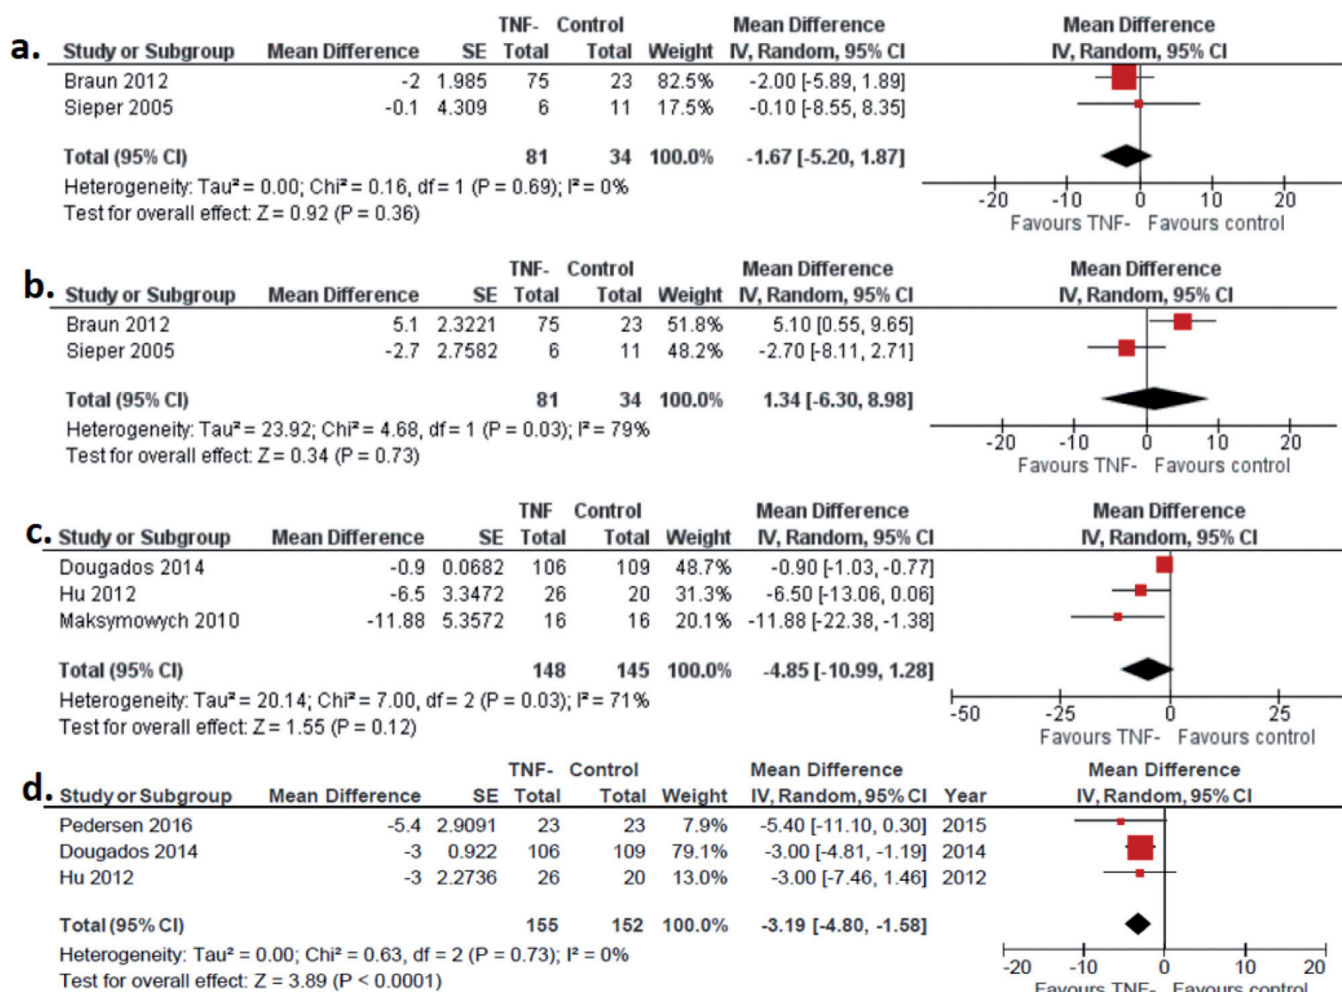 a.
TNF- Control Mean Difference Mean Difference
Study or Subgroup Mean Difference SE Total Total Weight IV, Random, 95% CI IV, Random, 95% CI
Braun 2012 -2 1.985 75 23 82.5% -2.00 [-5.89, 1.89]
Sieper 2005 -0.1 4.309 6 11 17.5% -0.10 [-8.55, 8.35]
Total (95% CI) 81 34 100.0% -1.67 [-5.20, 1.87]
Heterogeneity: Tau² = 0.00; Chi² = 0.16, df = 1 (P = 0.69); I² = 0%
Test for overall effect: Z = 0.92 (P = 0.36)
-20 -10 0 10 20
Favours TNF- Favours control
b.
TNF- Control Mean Difference Mean Difference
Study or Subgroup Mean Difference SE Total Total Weight IV, Random, 95% CI IV, Random, 95% CI
Braun 2012 5.1 2.3221 75 23 51.8% 5.10 [0.55, 9.65]
Sieper 2005 -2.7 2.7582 6 11 48.2% -2.70 [-8.11, 2.71]
Total (95% CI) 81 34 100.0% 1.34 [-6.30, 8.98]
Heterogeneity: Tau² = 23.92; Chi² = 4.68, df = 1 (P = 0.03); I² = 79%
Test for overall effect: Z = 0.34 (P = 0.73)
-20 -10 0 10 20
Favours TNF- Favours control
c.
TNF Control Mean Difference Mean Difference
Study or Subgroup Mean Difference SE Total Total Weight IV, Random, 95% CI IV, Random, 95% CI
Dougados 2014 -0.9 0.0682 106 109 48.7% -0.90 [-1.03, -0.77]
Hu 2012 -6.5 3.3472 26 20 31.3% -6.50 [-13.06, 0.06]
Maksymowych 2010 -11.88 5.3572 16 16 20.1% -11.88 [-22.38, -1.38]
Total (95% CI) 148 145 100.0% -4.85 [-10.99, 1.28]
Heterogeneity: Tau² = 20.14; Chi² = 7.00, df = 2 (P = 0.03); I² = 71%
Test for overall effect: Z = 1.55 (P = 0.12)
-50 -25 0 25
Favours TNF- Favours control
d.
TNF- Control Mean Difference Mean Difference
Study or Subgroup Mean Difference SE Total Total Weight IV, Random, 95% CI Year IV, Random, 95% CI
Pedersen 2016 -5.4 2.9091 23 23 7.9% -5.40 [-11.10, 0.30] 2015
Dougados 2014 -3 0.922 106 109 79.1% -3.00 [-4.81, -1.19] 2014
Hu 2012 -3 2.2736 26 20 13.0% -3.00 [-7.46, 1.46] 2012
Total (95% CI) 155 152 100.0% -3.19 [-4.80, -1.58]
Heterogeneity: Tau² = 0.00; Chi² = 0.63, df = 2 (P = 0.73); I² = 0%
Test for overall effect: Z = 3.89 (P < 0.0001)
-20 -10 0 10 20
Favours TNF- Favours control